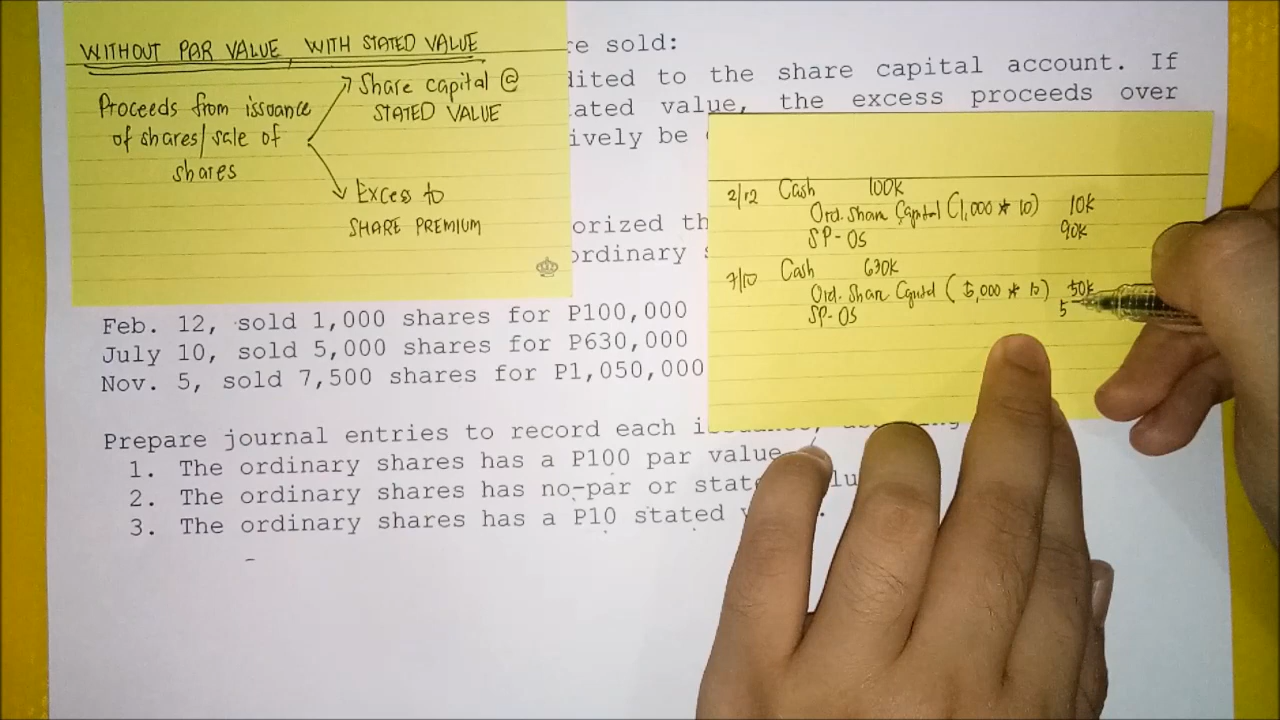 WITHOUT PAR VALUE, WITH STATED VALUE
Proceeds from issuance
of shares/sale of
shares
Share capital @
STATED VALUE
Excess to
SHARE PREMIUM
re sold:
dited to the share capital account. If
ated value, the excess proceeds over
ively be
orized th
ordinary
2/12 Cash 100K
Ord. Share Capital (1,000 * 10) 10K
SP-OS 90K
7/10 Cash 630K
Ord. Share Capital (5,000 * 10) 50K
SP-OS 5
Feb. 12, sold 1,000 shares for P100,000
July 10, sold 5,000 shares for P630,000
Nov. 5, sold 7,500 shares for P1,050,000
Prepare journal entries to record each i
1. The ordinary shares has a P100 par value
2. The ordinary shares has no-par or stat lu
3. The ordinary shares has a P10 stated